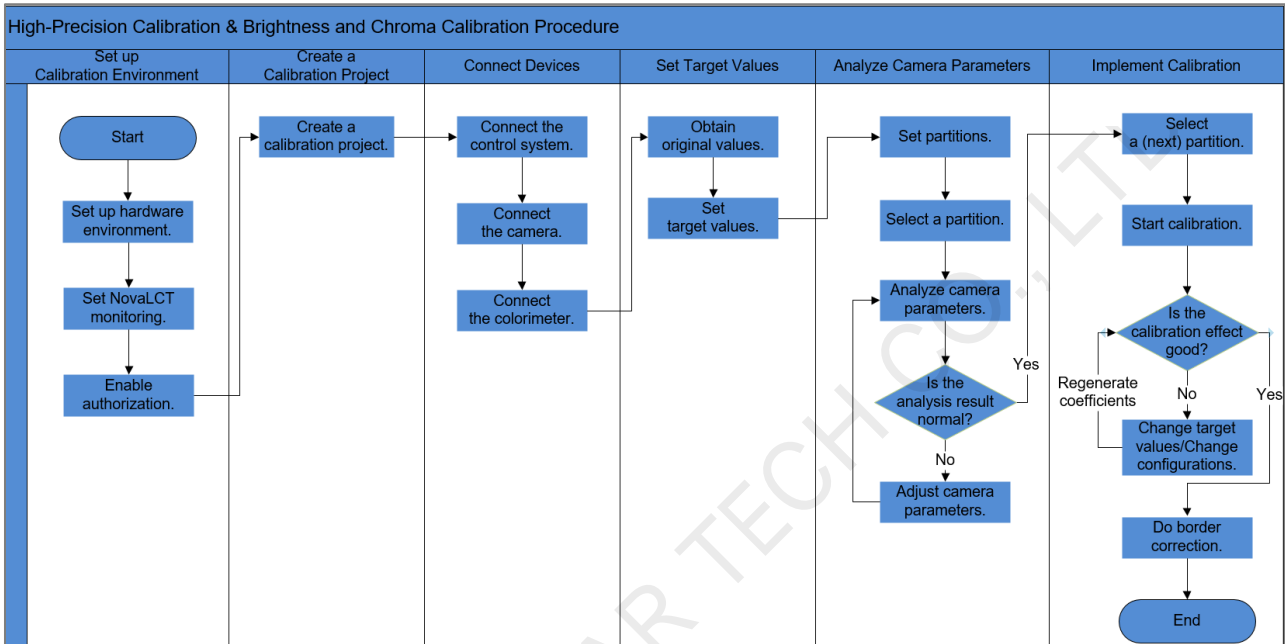 High-Precision Calibration & Brightness and Chroma Calibration Procedure
Set up
Calibration Environment
Create a
Calibration Project
Connect Devices
Set Target Values
Analyze Camera Parameters
Implement Calibration
Start
Set up hardware
environment.
Set NovaLCT
monitoring.
Enable
authorization.
Create a
calibration project.
Connect the
control system.
Connect
the camera.
Connect
the colorimeter.
Obtain
original values.
Set
target values.
Set partitions.
Select a partition.
Analyze camera
parameters.
Is the
analysis result
normal?
Yes
No
Adjust camera
parameters.
Select
a (next) partition.
Start calibration.
Is the
calibration effect
good?
Regenerate
coefficients
No
Yes
Change target
values/Change
configurations.
Do border
correction.
End
AR TECH CO., LT